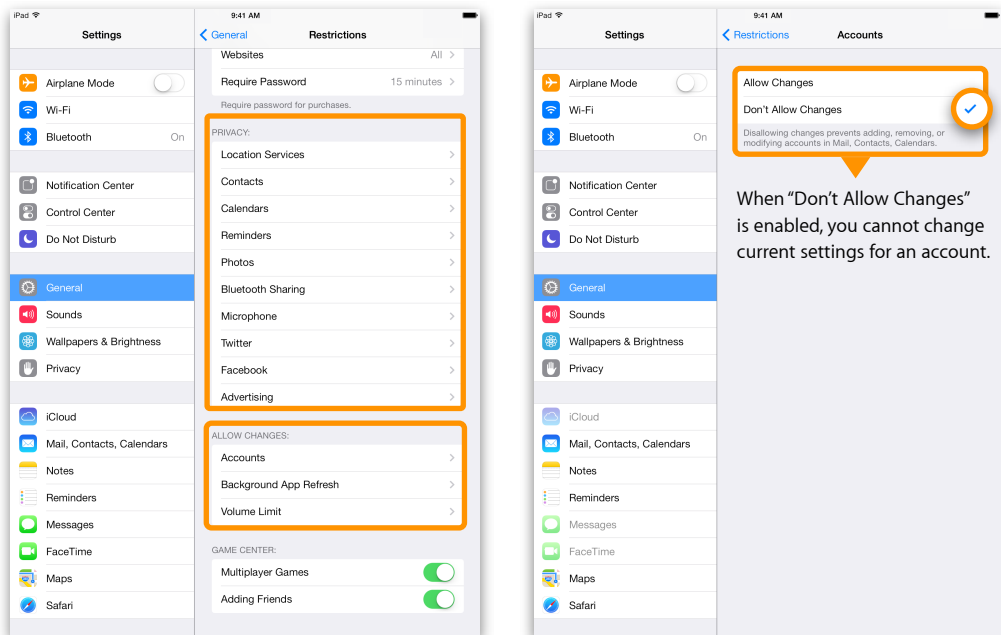 iPad
9:41 AM
Settings
General
Restrictions
Airplane Mode
Wi-Fi
Bluetooth On
Notification Center
Control Center
Do Not Disturb
General
Sounds
Wallpapers & Brightness
Privacy
iCloud
Mail, Contacts, Calendars
Notes
Reminders
Messages
FaceTime
Maps
Safari
Websites All
Require Password 15 minutes
Require password for purchases.
PRIVACY:
Location Services
Contacts
Calendars
Reminders
Photos
Bluetooth Sharing
Microphone
Twitter
Facebook
Advertising
ALLOW CHANGES:
Accounts
Background App Refresh
Volume Limit
GAME CENTER:
Multiplayer Games
Adding Friends
iPad
9:41 AM
Settings
Restrictions
Accounts
Airplane Mode
Wi-Fi
Bluetooth On
Notification Center
Control Center
Do Not Disturb
General
Sounds
Wallpapers & Brightness
Privacy
iCloud
Mail, Contacts, Calendars
Notes
Reminders
Messages
FaceTime
Maps
Safari
Allow Changes
Don't Allow Changes
Disallowing changes prevents adding, removing, or
modifying accounts in Mail, Contacts, Calendars.
When “Don’t Allow Changes”
is enabled, you cannot change
current settings for an account.